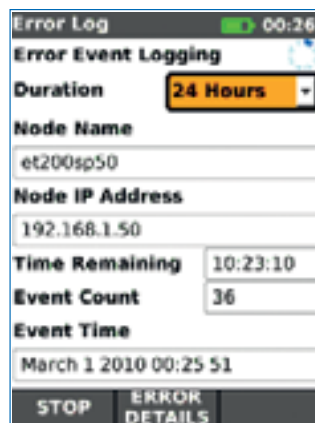 Error Log 00:26
Error Event Logging
Duration 24 Hours
Node Name
et200sp50
Node IP Address
192.168.1.50
Time Remaining 10:23:10
Event Count 36
Event Time
March 1 2010 00:25 51
STOP ERROR
DETAILS